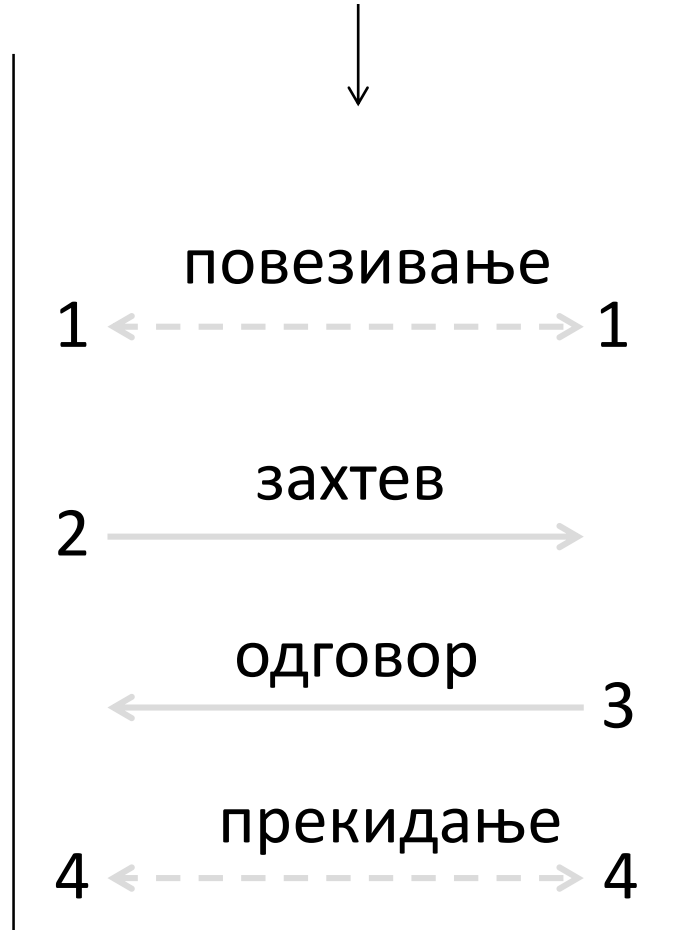 повезивање
1 1
захтев
2
одговор
3
прекидање
4 4